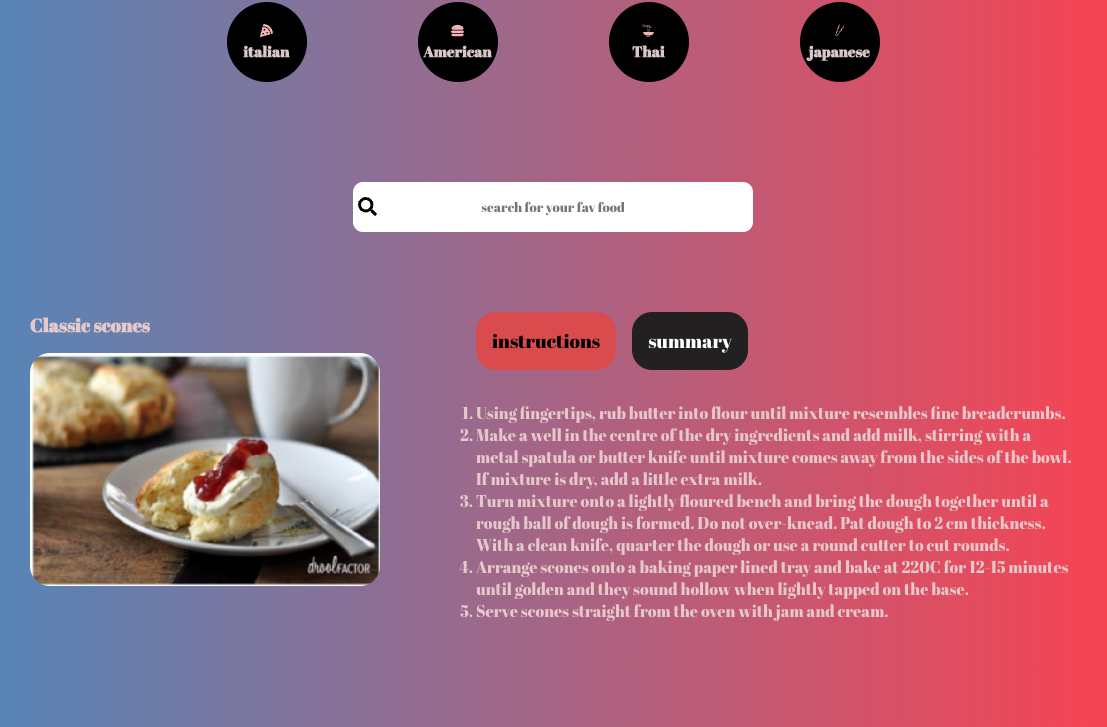 italian
American
Thai
japanese
search for your fav food
Classic scones
instructions
summary
1. Using fingertips, rub butter into flour until mixture resembles fine breadcrumbs.
2. Make a well in the centre of the dry ingredients and add milk, stirring with a
metal spatula or butter knife until mixture comes away from the sides of the bowl.
If mixture is dry, add a little extra milk.
3. Turn mixture onto a lightly floured bench and bring the dough together until a
rough ball of dough is formed. Do not over-knead. Pat dough to 2 cm thickness.
With a clean knife, quarter the dough or use a round cutter to cut rounds.
4. Arrange scones onto a baking paper lined tray and bake at 220C for 12-15 minutes
until golden and they sound hollow when lightly tapped on the base.
5. Serve scones straight from the oven with jam and cream.
droolFACTOR